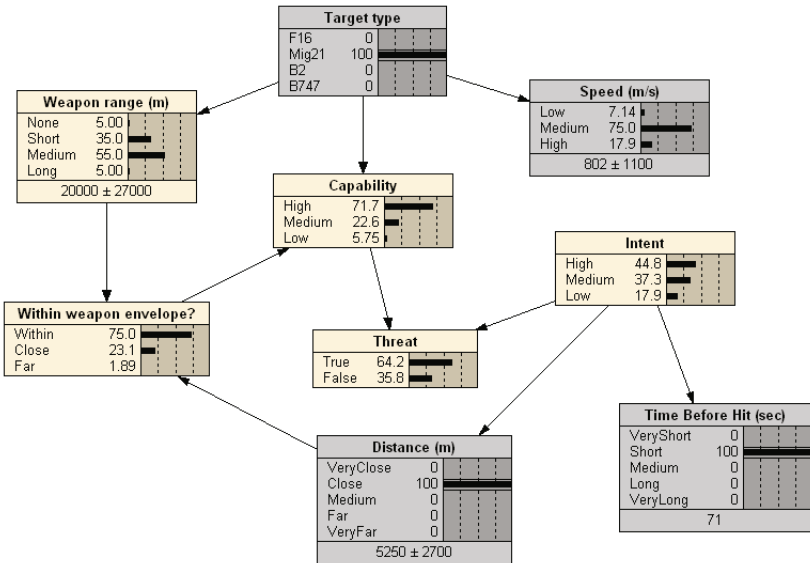 Target type
F16 0
Mig21 100
B2 0
B747 0
Weapon range (m)
None 5.00
Short 35.0
Medium 55.0
Long 5.00
20000 ± 27000
Speed (m/s)
Low 7.14
Medium 75.0
High 17.9
802 ± 1100
Capability
High 71.7
Medium 22.6
Low 5.75
Intent
High 44.8
Medium 37.3
Low 17.9
Within weapon envelope?
Within 75.0
Close 23.1
Far 1.89
Threat
True 64.2
False 35.8
Distance (m)
VeryClose 0
Close 100
Medium 0
Far 0
VeryFar 0
5250 ± 2700
Time Before Hit (sec)
VeryShort 0
Short 100
Medium 0
Long 0
VeryLong 0
71